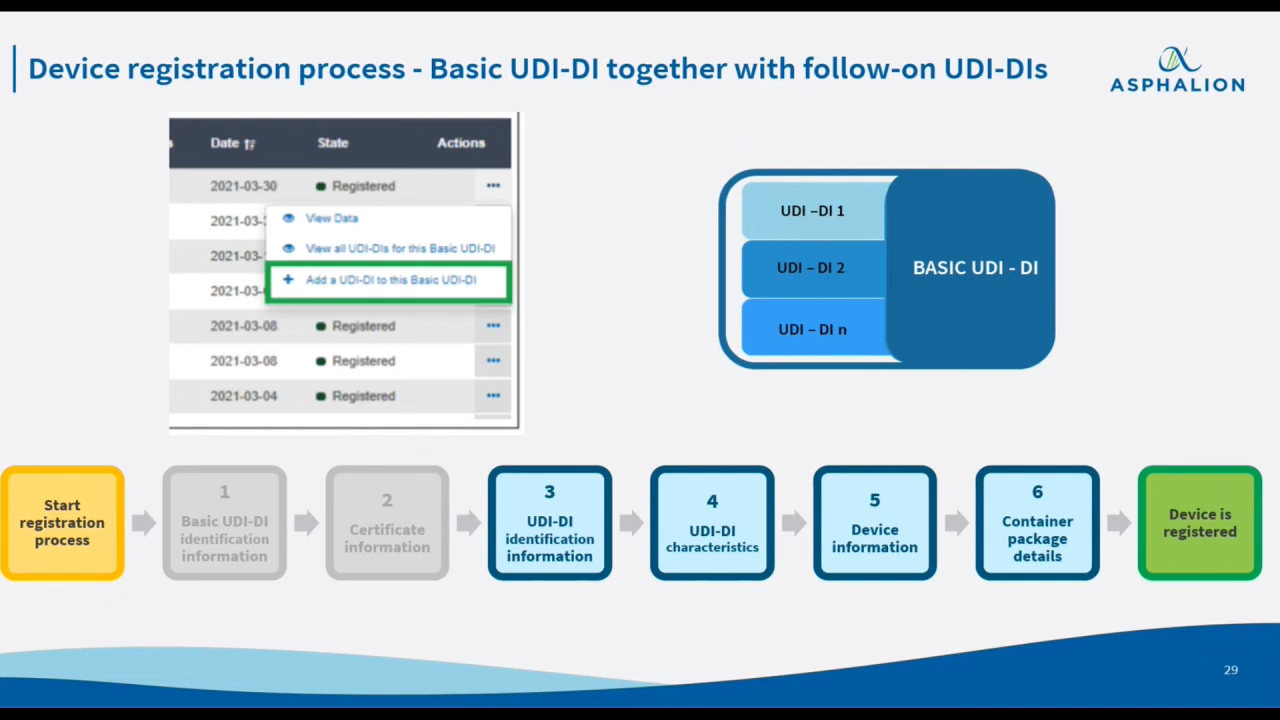 Device registration process - Basic UDI-DI together with follow-on UDI-DIs
ASPHALION
Date State Actions
2021-03-30 Registered
2021-03-
View Data
2021-03-
View all UDI-DIs for this Basic UDI-DI
2021-03-
Add a UDI-DI to this Basic UDI-DI
2021-03-08 Registered
2021-03-08 Registered
2021-03-04 Registered
UDI –DI 1
UDI – DI 2
UDI – DI n
BASIC UDI - DI
Start
registration
process
1
Basic UDI-DI
identification
information
2
Certificate
information
3
UDI-DI
identification
information
4
UDI-DI
characteristics
5
Device
information
6
Container
package
details
Device is
registered
29